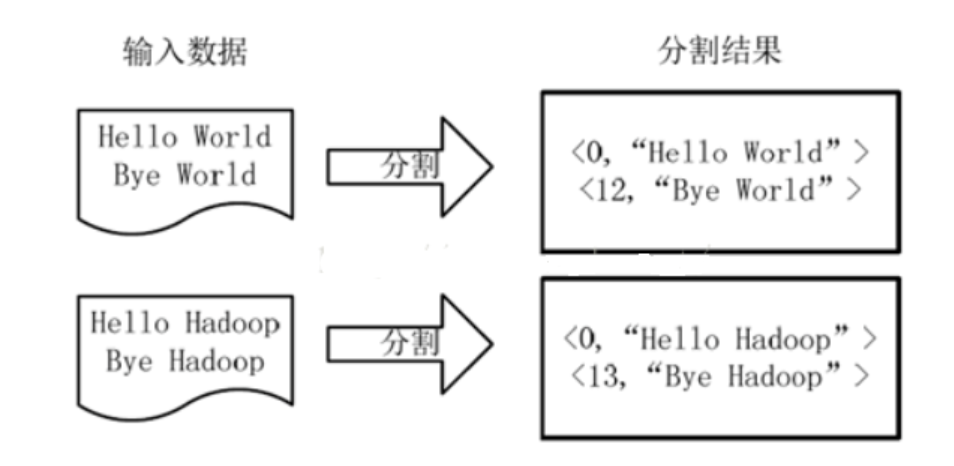 输入数据
分割结果
Hello World
Bye World
分割
<0, “Hello World” >
<12, “Bye World” >
Hello Hadoop
Bye Hadoop
分割
<0, “Hello Hadoop” >
<13, “Bye Hadoop” >